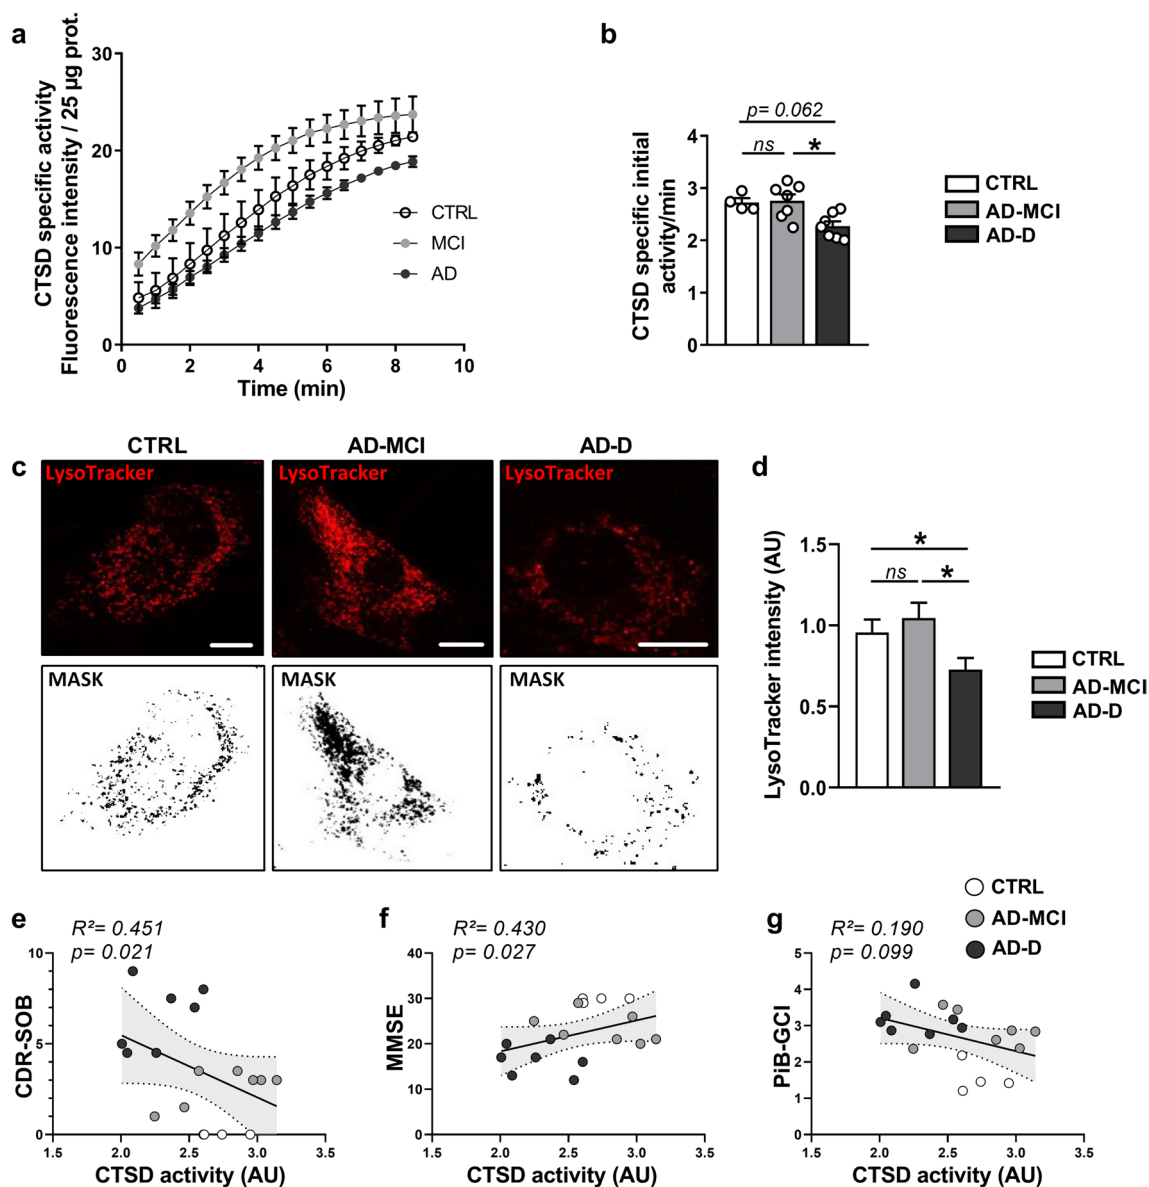 a
CTSD specific activity
Fluorescence intensity / 25 µg prot.
30
20
10
0
0
2
4
6
8
10
Time (min)
CTRL
MCI
AD
b
CTSD specific initial
activity/min
4
3
2
1
0
p= 0.062
ns
*
CTRL
AD-MCI
AD-D
c
CTRL
AD-MCI
AD-D
LysoTracker
LysoTracker
LysoTracker
MASK
MASK
MASK
d
LysoTracker intensity (AU)
1.5
1.0
0.5
0.0
*
ns
*
CTRL
AD-MCI
AD-D
CTRL
AD-MCI
AD-D
e
R²= 0.451
p= 0.021
CDR-SOB
10
5
0
1.5
2.0
2.5
3.0
3.5
CTSD activity (AU)
f
R²= 0.430
p= 0.027
MMSE
40
30
20
10
0
1.5
2.0
2.5
3.0
3.5
CTSD activity (AU)
g
R²= 0.190
p= 0.099
PiB-GCI
5
4
3
2
1
0
1.5
2.0
2.5
3.0
3.5
CTSD activity (AU)